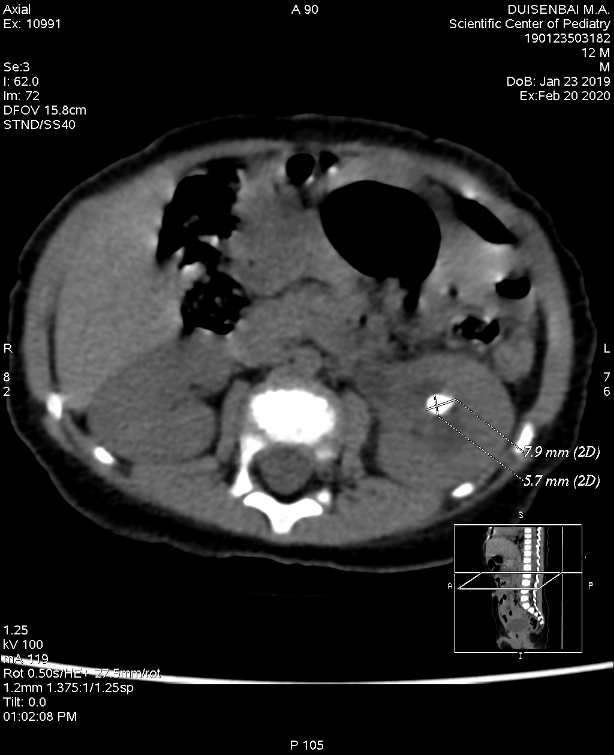 Axial
Ex: 10991
Se:3
I: 62.0
Im: 72
DFOV 15.8cm
STND/SS40
A 90
DUISENBAI M.A.
Scientific Center of Pediatry
190123503182
12 M
M
DoB: Jan 23 2019
Ex:Feb 20 2020
R
8
2
L
7
6
7.9 mm (2D)
5.7 mm (2D)
S
A
P
I
1.25
kV 100
mA 119
Rot 0.50s/HE+ 27.5mm/rot
1.2mm 1.375:1/1.25sp
Tilt: 0.0
01:02:08 PM
P 105